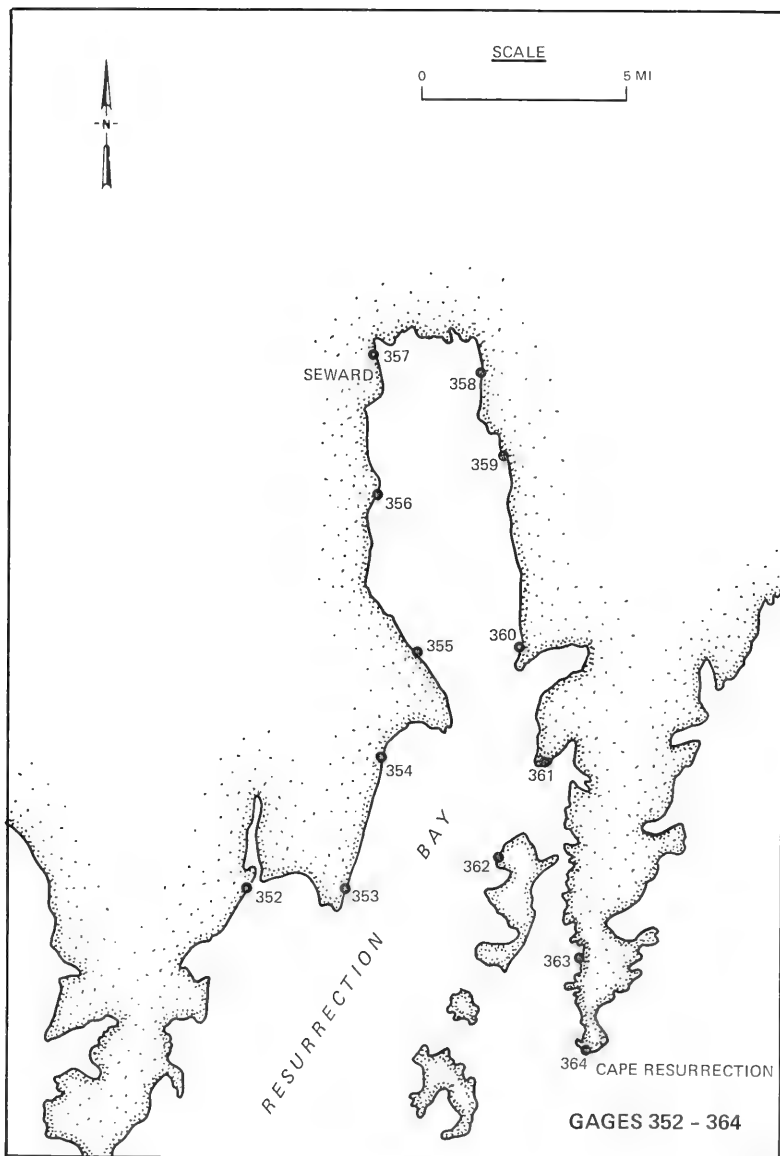 SCALE
0 5 MI
-N-
357
SEWARD
358
359
356
355
360
354
361
BAY
362
352
353
363
RESURRECTION
364
CAPE RESURRECTION
GAGES 352 - 364